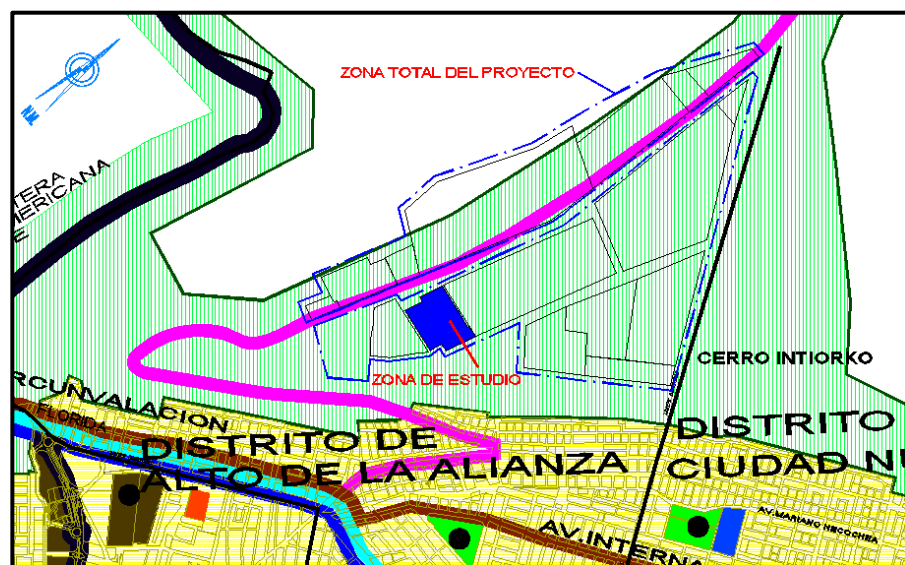 ZONA TOTAL DEL PROYECTO
TERA
MERICANA
E
CERRO INTIORKO
ZONA DE ESTUDIO
RCUNVALACION
FLORIDA
DISTRITO DE
ALTO DE LA ALIANZA
DISTRITO
CIUDAD NU
AV.MARIANO NECOCHEA
AV.INTERNA